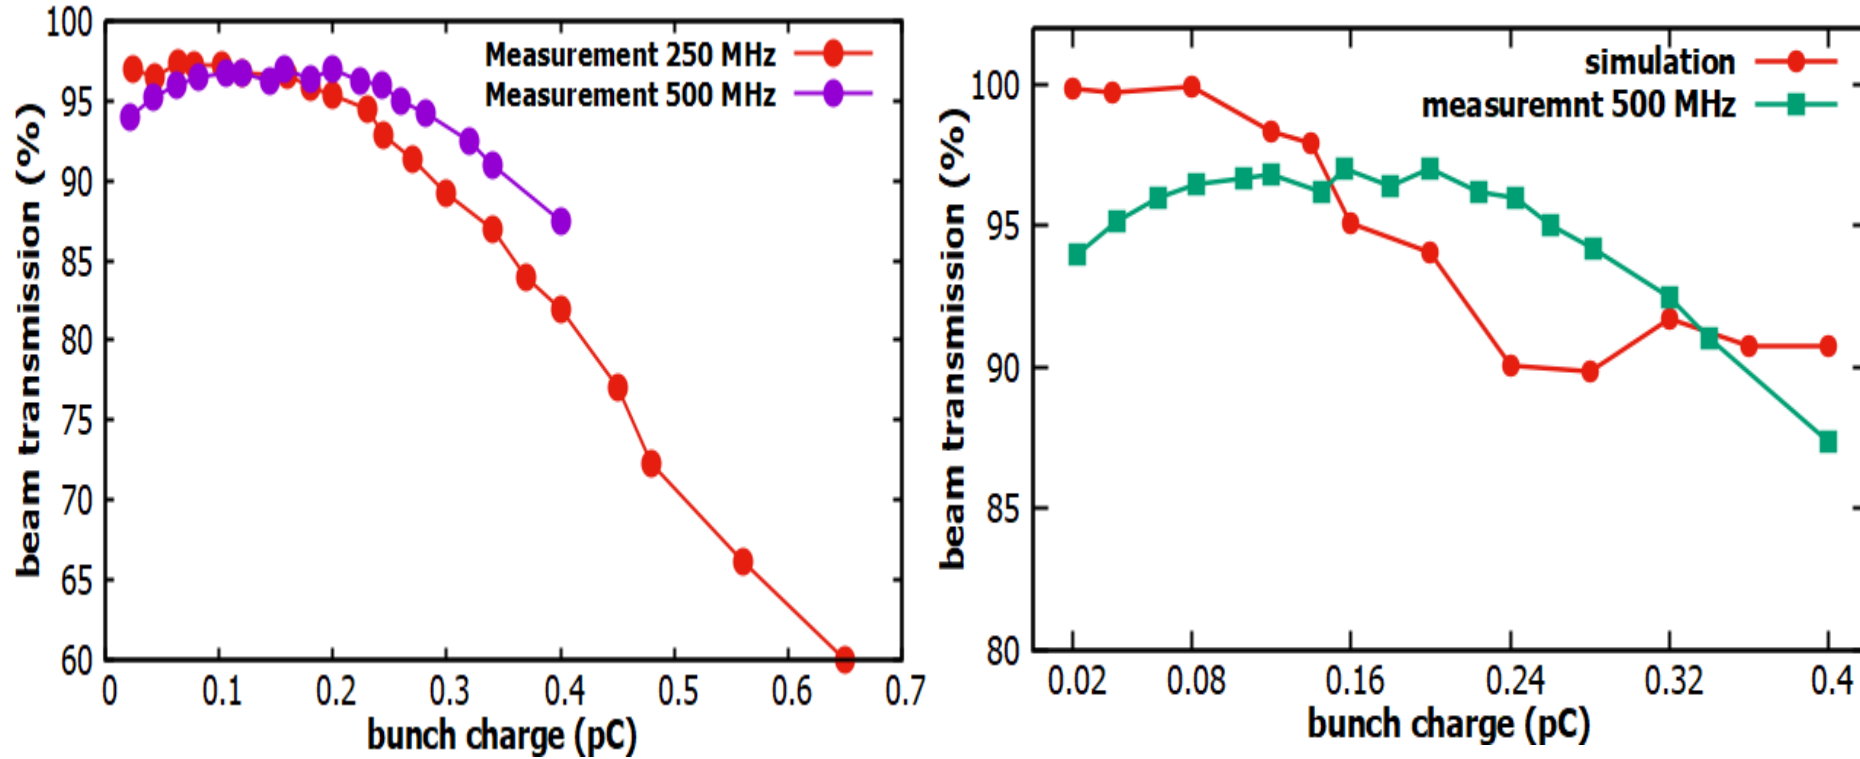 100
95
90
85
80
75
70
65
60
0 0.1 0.2 0.3 0.4 0.5 0.6 0.7
beam transmission (%)
bunch charge (pC)
Measurement 250 MHz
Measurement 500 MHz
100
95
90
85
80
0.02 0.08 0.16 0.24 0.32 0.4
beam transmission (%)
bunch charge (pC)
simulation
measuremnt 500 MHz